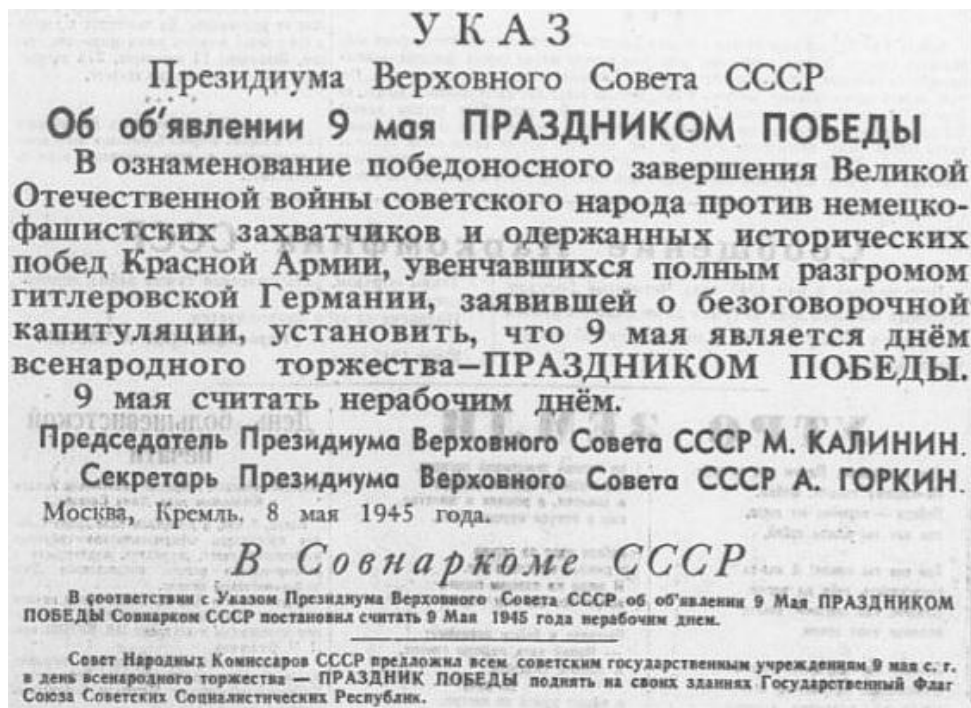 УКАЗ
Президиума Верховного Совета СССР
Об об'явлении 9 мая ПРАЗДНИКОМ ПОБЕДЫ
В ознаменование победоносного завершения Великой
Отечественной войны советского народа против немецко-
фашистских захватчиков и одержанных исторических
побед Красной Армии, увенчавшихся полным разгромом
гитлеровской Германии, заявившей о безоговорочной
капитуляции, установить, что 9 мая является днём
всенародного торжества—ПРАЗДНИКОМ ПОБЕДЫ.
9 мая считать нерабочим днём.
Председатель Президиума Верховного Совета СССР М. КАЛИНИН.
Секретарь Президиума Верховного Совета СССР А. ГОРКИН.
Москва, Кремль. 8 мая 1945 года.
В Совнаркоме СССР
В соответствии с Указом Президиума Верховного Совета СССР об об'явлении 9 Мая ПРАЗДНИКОМ
ПОБЕДЫ Совнарком СССР постановил считать 9 Мая 1945 года нерабочим днем.
Совет Народных Комиссаров СССР предложил всем советским государственным учреждениям 9 мая с. г.
в день всенародного торжества — ПРАЗДНИК ПОБЕДЫ поднять на своих зданиях Государственный Флаг
Союза Советских Социалистических Республик.